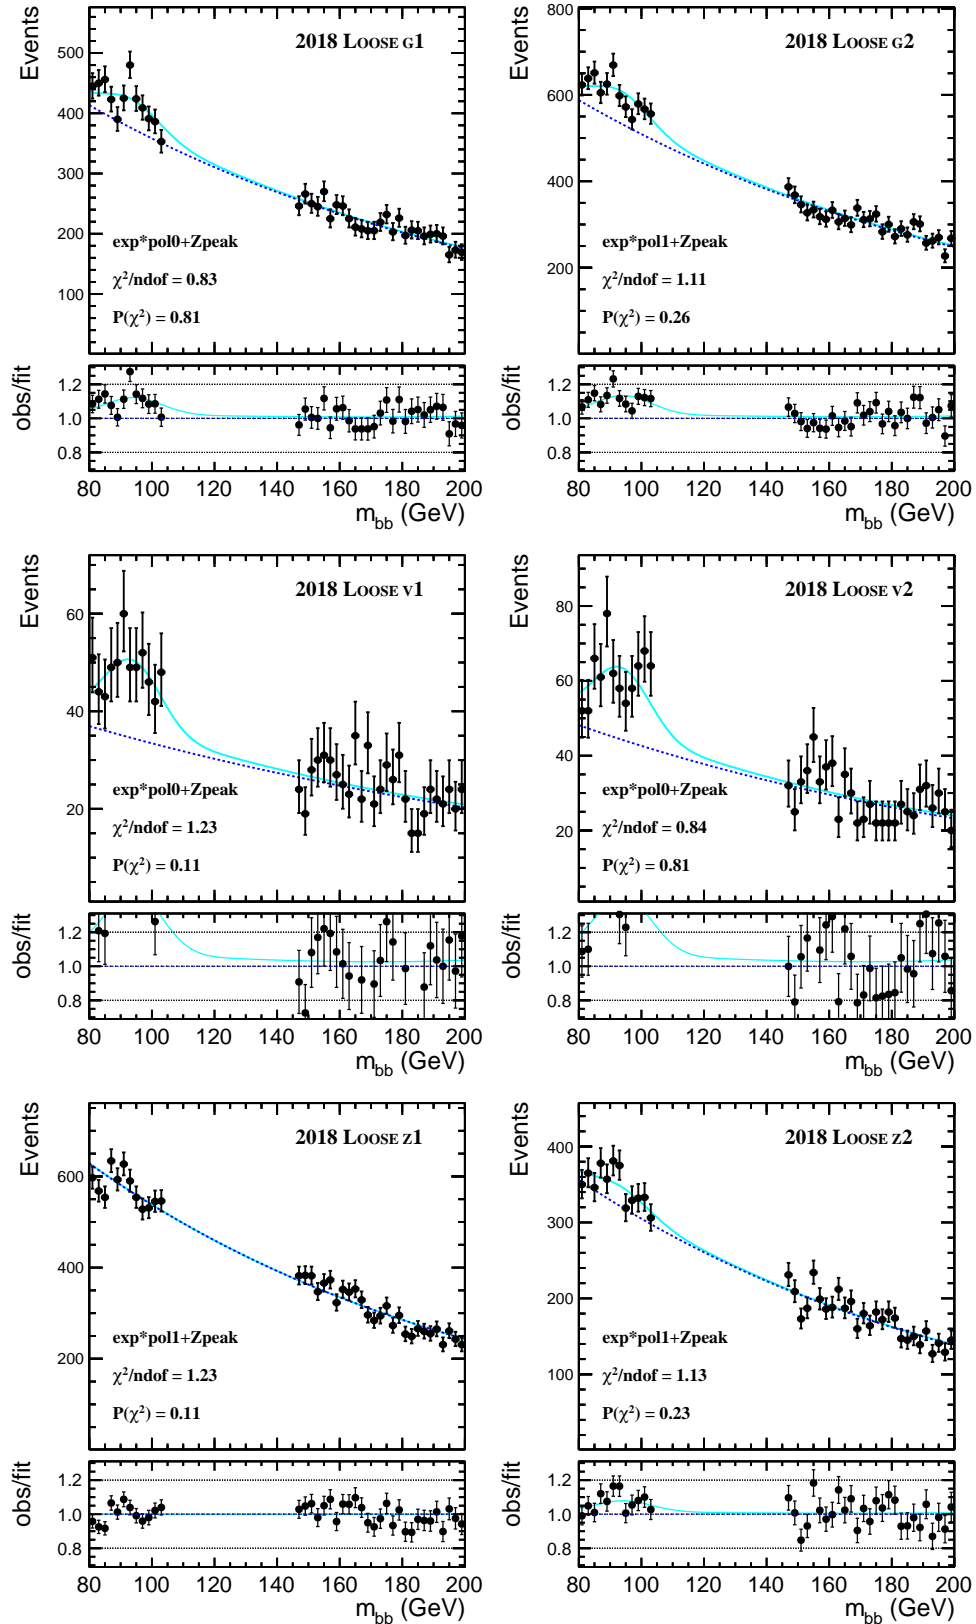 2018 LOOSE G1
Events
500
400
300
200
100
exp*pol0+Zpeak
χ²/ndof = 0.83
P(χ²) = 0.81
obs/fit
1.2
1.0
0.8
80 100 120 140 160 180 200
m_bb (GeV)
2018 LOOSE G2
Events
800
600
400
200
exp*pol1+Zpeak
χ²/ndof = 1.11
P(χ²) = 0.26
obs/fit
1.2
1.0
0.8
80 100 120 140 160 180 200
m_bb (GeV)
2018 LOOSE V1
Events
60
40
20
exp*pol0+Zpeak
χ²/ndof = 1.23
P(χ²) = 0.11
obs/fit
1.2
1.0
0.8
80 100 120 140 160 180 200
m_bb (GeV)
2018 LOOSE V2
Events
80
60
40
20
exp*pol0+Zpeak
χ²/ndof = 0.84
P(χ²) = 0.81
obs/fit
1.2
1.0
0.8
80 100 120 140 160 180 200
m_bb (GeV)
2018 LOOSE Z1
Events
600
400
200
exp*pol1+Zpeak
χ²/ndof = 1.23
P(χ²) = 0.11
obs/fit
1.2
1.0
0.8
80 100 120 140 160 180 200
m_bb (GeV)
2018 LOOSE Z2
Events
400
300
200
100
exp*pol1+Zpeak
χ²/ndof = 1.13
P(χ²) = 0.23
obs/fit
1.2
1.0
0.8
80 100 120 140 160 180 200
m_bb (GeV)